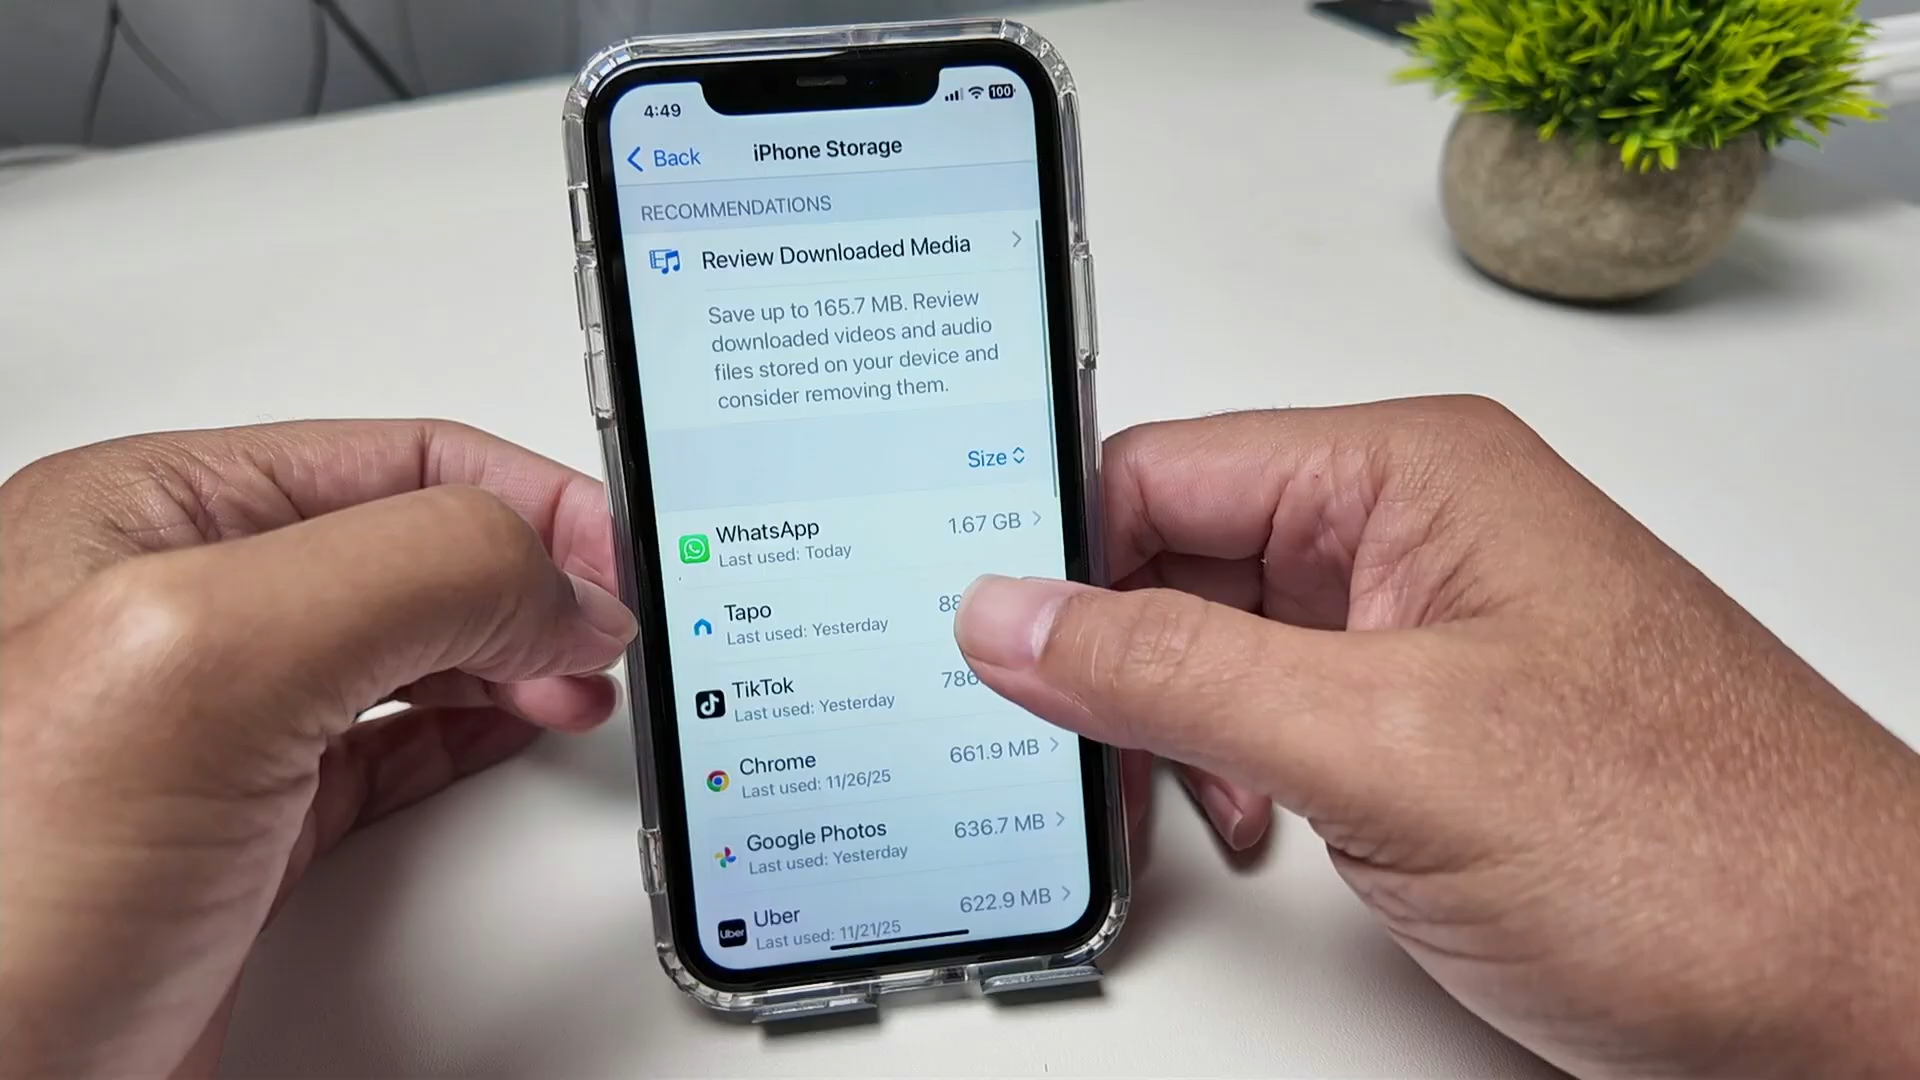 4:49
100
Back
iPhone Storage
RECOMMENDATIONS
Review Downloaded Media
Save up to 165.7 MB. Review
downloaded videos and audio
files stored on your device and
consider removing them.
Size
WhatsApp
1.67 GB
Last used: Today
Tapo
Last used: Yesterday
TikTok
786
Last used: Yesterday
Chrome
661.9 MB
Last used: 11/26/25
Google Photos
636.7 MB
Last used: Yesterday
Uber
Uber
622.9 MB
Last used: 11/21/25